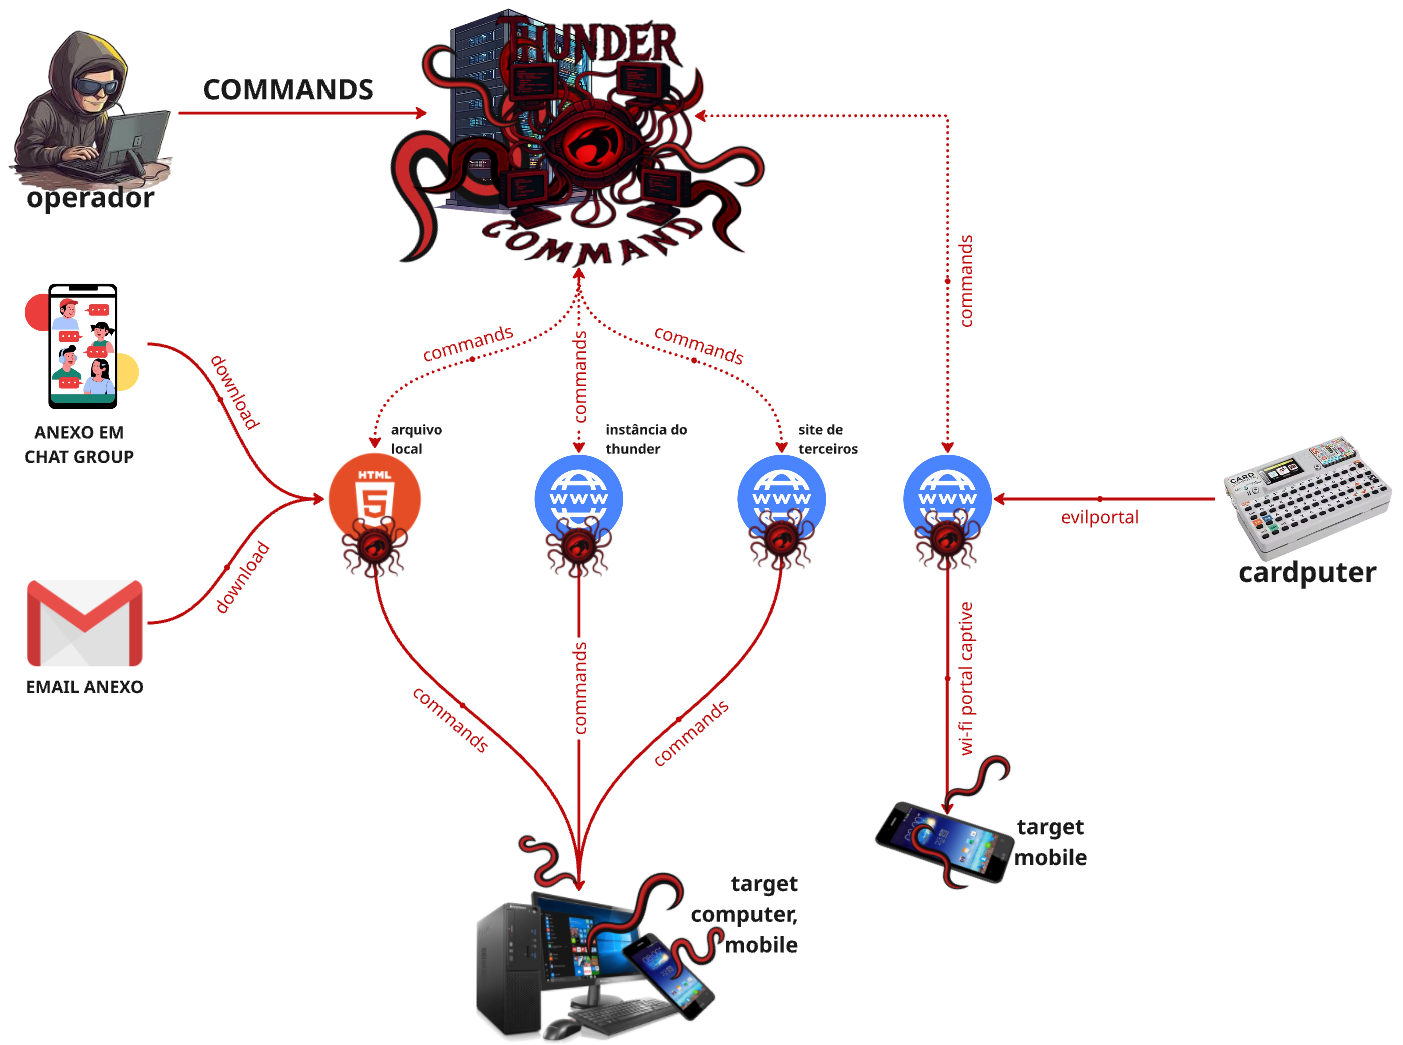 THUNDER
COMMAND
COMMANDS
operador
commands
commands
commands
commands
download
ANEXO EM
CHAT GROUP
download
EMAIL ANEXO
arquivo
local
instância do
thunder
site de
terceiros
HTML
5
WWW
WWW
WWW
evilportal
CARD
cardputer
commands
commands
commands
wi-fi portal captive
target
mobile
target
computer,
mobile